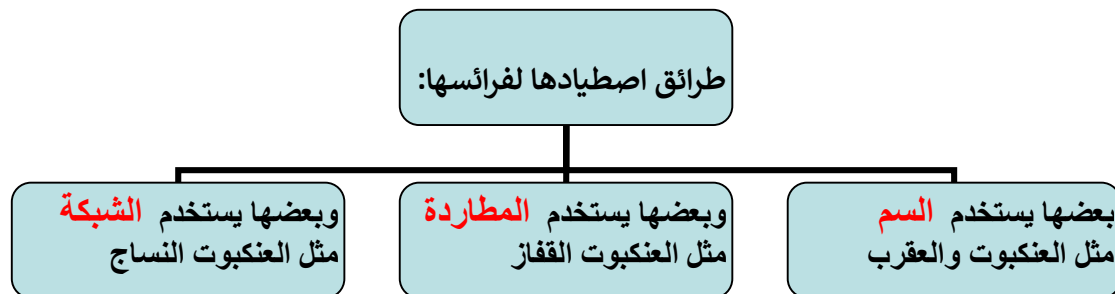 طرائق اصطيادها لفرائسها:
بعضها يستخدم السم
مثل العنكبوت والعقرب
وبعضها يستخدم المطاردة
مثل العنكبوت القفاز
وبعضها يستخدم الشبكة
مثل العنكبوت النساج